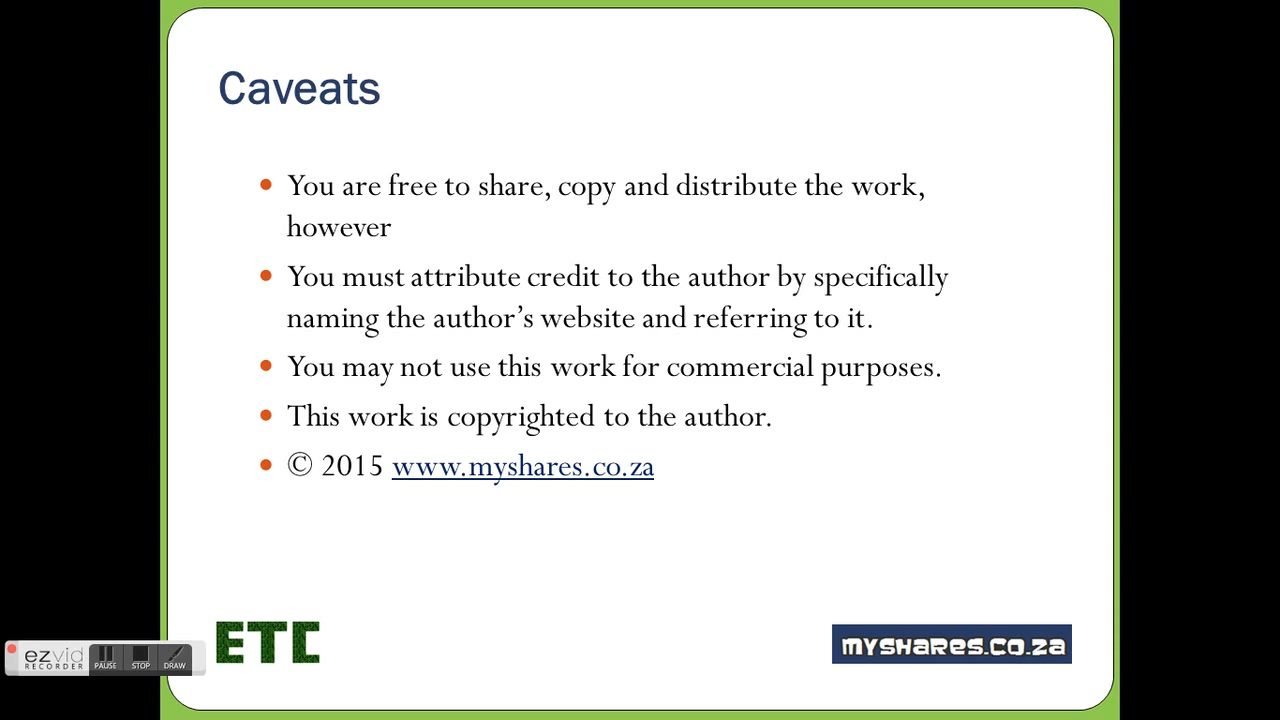 Caveats
You are free to share, copy and distribute the work,
however
You must attribute credit to the author by specifically
naming the author’s website and referring to it.
You may not use this work for commercial purposes.
This work is copyrighted to the author.
© 2015 www.myshares.co.za
ETC
MYSHARES.CO.ZA
ezvid
RECORDER
PAUSE
STOP
DRAW